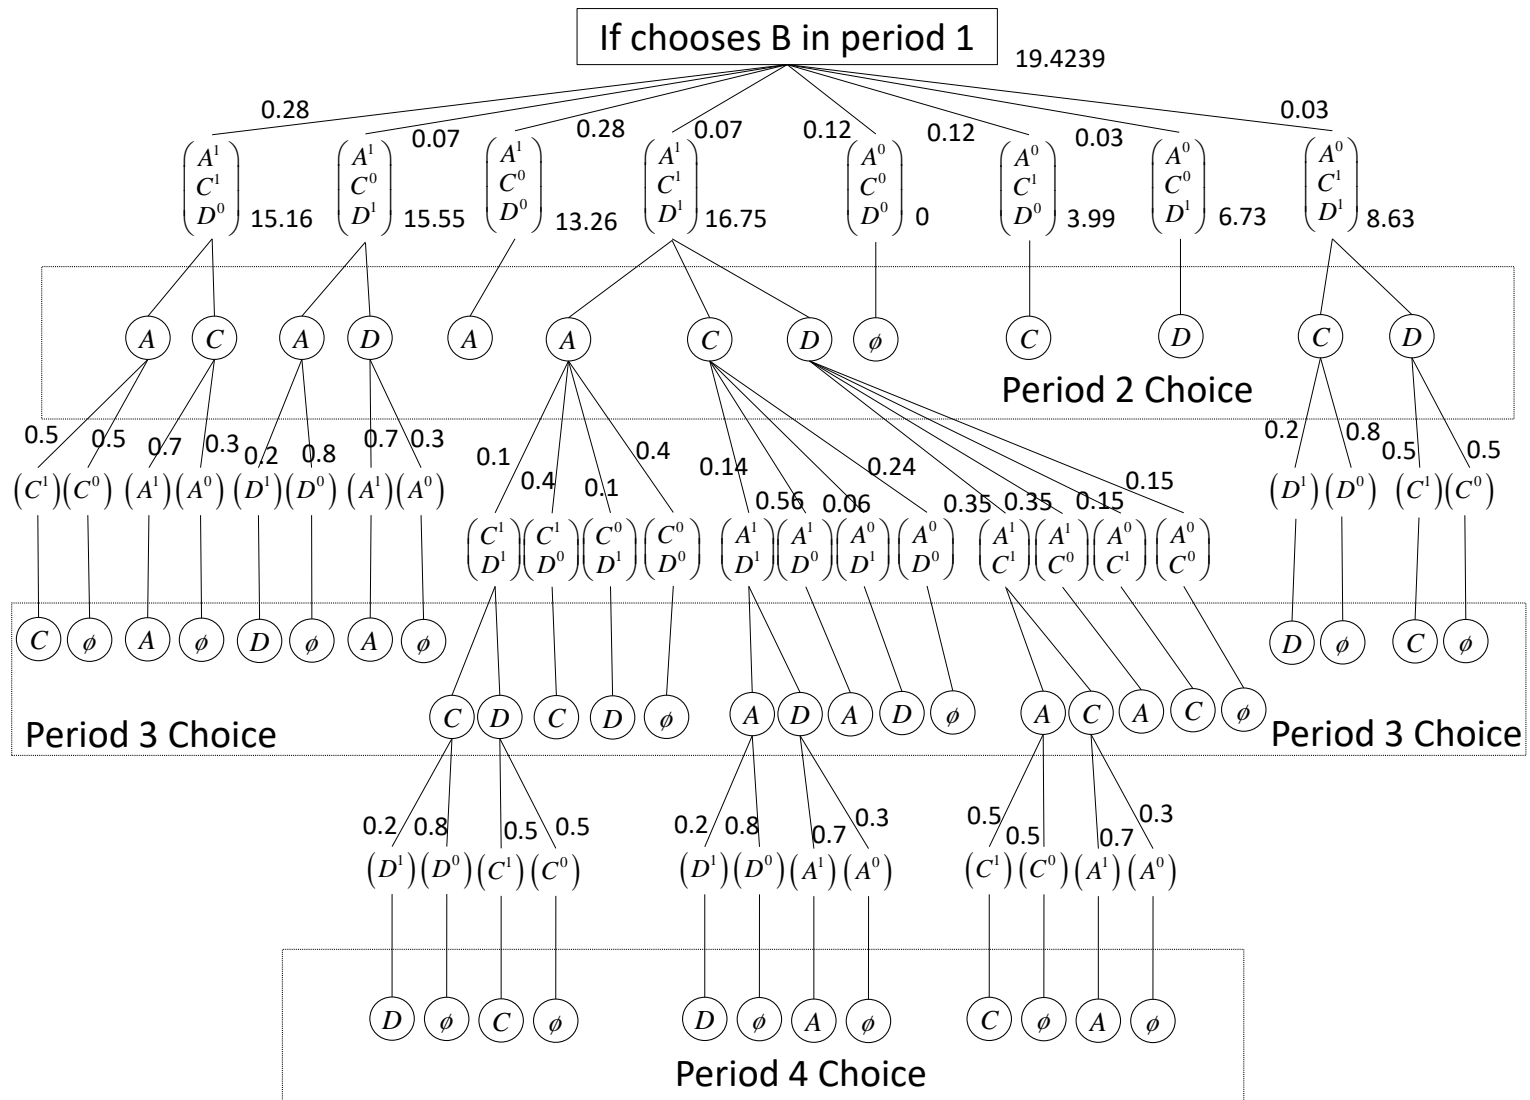 If chooses B in period 1
19.4239
0.28 0.07 0.28 0.07 0.12 0.12 0.03 0.03
A¹ A¹ A¹ A¹ A⁰ A⁰ A⁰ A⁰
C¹ C⁰ C⁰ C¹ C⁰ C¹ C⁰ C¹
D⁰ 15.16 D¹ 15.55 D⁰ 13.26 D¹ 16.75 D⁰ 0 D⁰ 3.99 D¹ 6.73 D¹ 8.63
A C A D A A C D ϕ C D C D
Period 2 Choice
0.5 0.5 0.7 0.3 0.2 0.8 0.7 0.3 0.1 0.4 0.1 0.4 0.14 0.56 0.06 0.24 0.35 0.35 0.15 0.15 0.2 0.8 0.5 0.5
(C¹) (C⁰) (A¹) (A⁰) (D¹) (D⁰) (A¹) (A⁰) (D¹) (D⁰) (C¹) (C⁰)
C¹ C¹ C⁰ C⁰ A¹ A¹ A⁰ A⁰ A¹ A¹ A⁰ A⁰
D¹ D⁰ D¹ D⁰ D¹ D⁰ D¹ D⁰ C¹ C⁰ C¹ C⁰
C ϕ A ϕ D ϕ A ϕ D ϕ C ϕ
C D C D ϕ A D A D ϕ A C A C ϕ
Period 3 Choice Period 3 Choice
0.2 0.8 0.5 0.5 0.2 0.8 0.7 0.3 0.5 0.5 0.7 0.3
(D¹) (D⁰) (C¹) (C⁰) (D¹) (D⁰) (A¹) (A⁰) (C¹) (C⁰) (A¹) (A⁰)
D ϕ C ϕ D ϕ A ϕ C ϕ A ϕ
Period 4 Choice